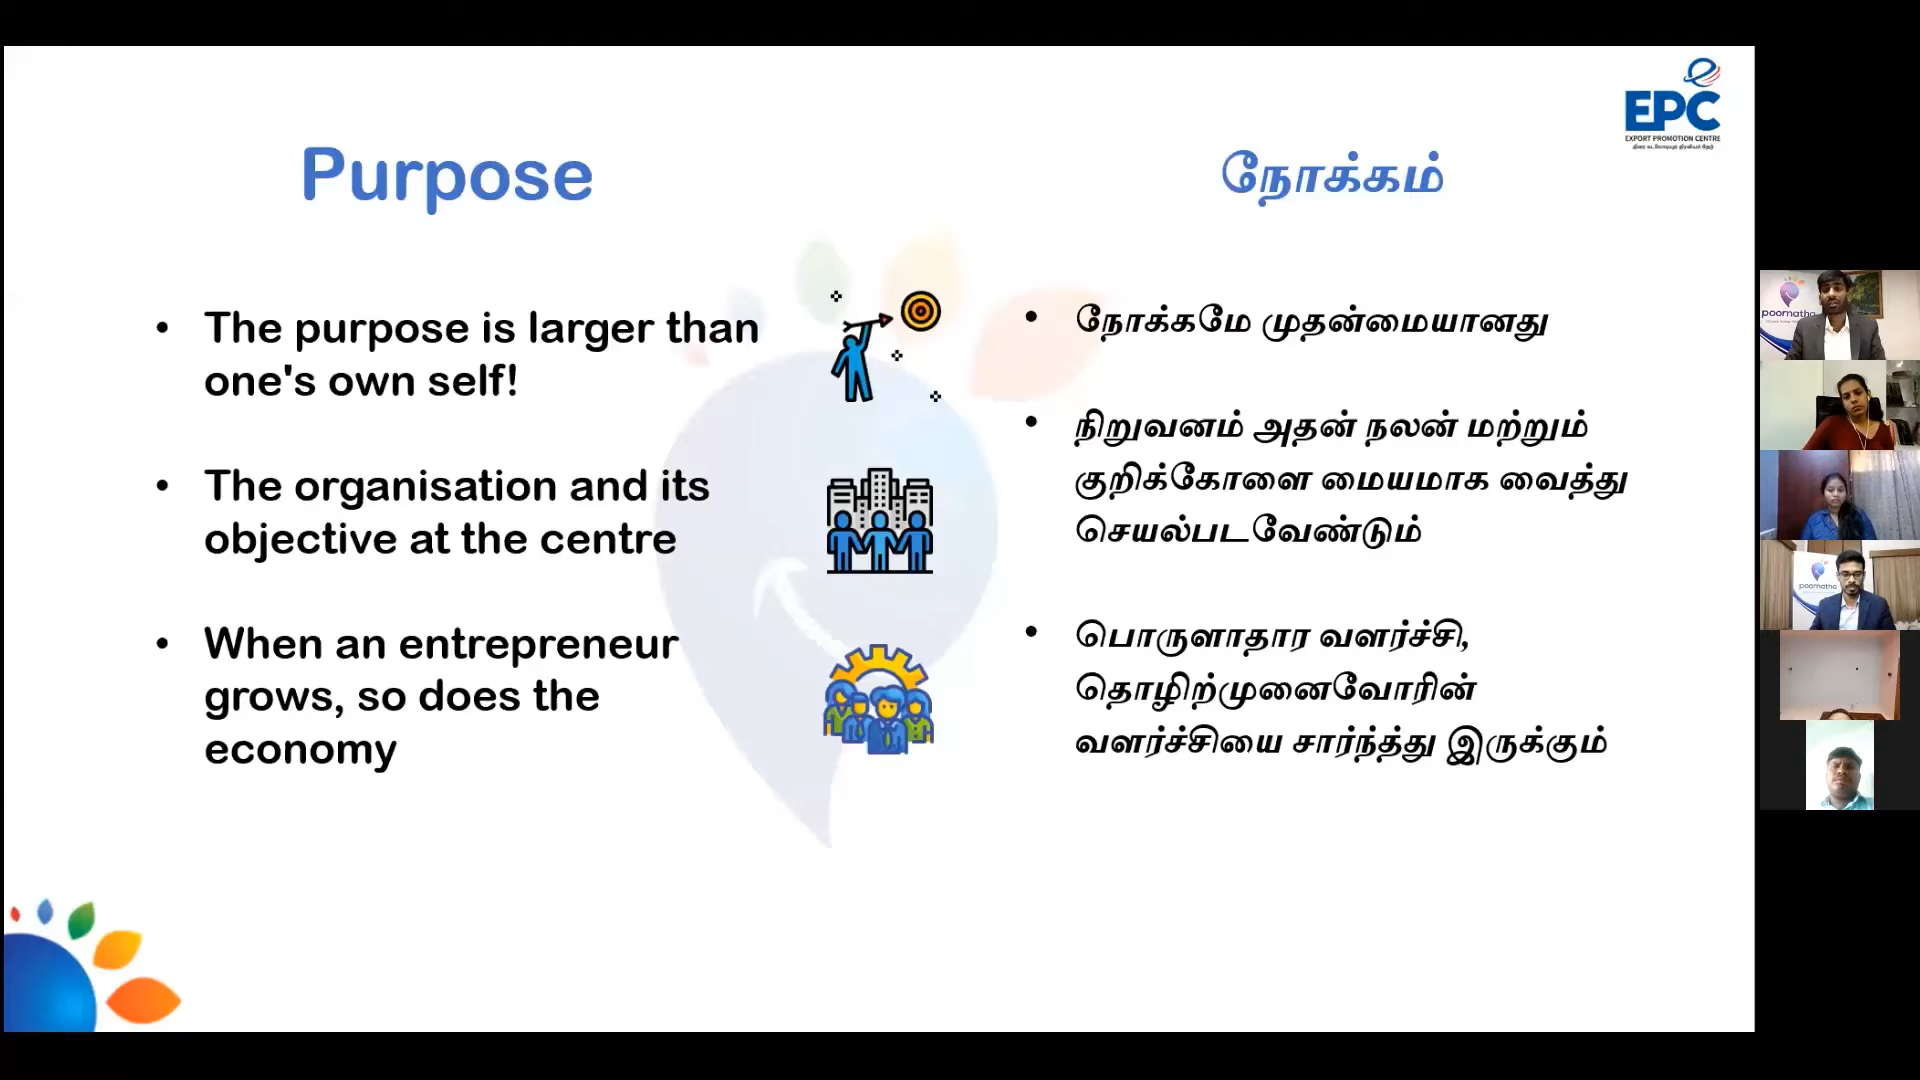 EPC
EXPORT PROMOTION CENTRE
Purpose
• The purpose is larger than
one's own self!
• The organisation and its
objective at the centre
• When an entrepreneur
grows, so does the
economy
நோக்கம்
• நோக்கமே முதன்மையானது
• நிறுவனம் அதன் நலன் மற்றும்
குறிக்கோளை மையமாக வைத்து
செயல்படவேண்டும்
• பொருளாதார வளர்ச்சி,
தொழிற்முனைவோரின்
வளர்ச்சியை சார்ந்த்து இருக்கும்
poornatha
poornatha